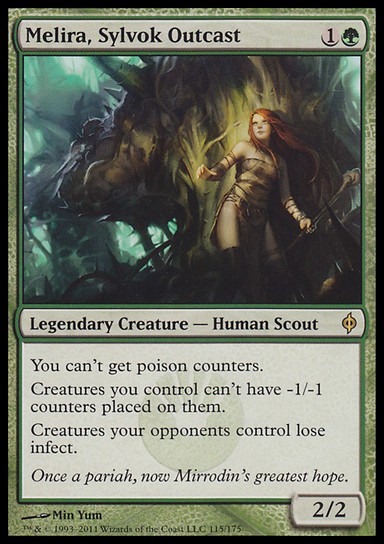 Melira, Sylvok Outcast 1
Legendary Creature — Human Scout
You can't get poison counters.
Creatures you control can't have -1/-1
counters placed on them.
Creatures your opponents control lose
infect.
Once a pariah, now Mirrodin's greatest hope.
2/2
Min Yum
™ & © 1993–2011 Wizards of the Coast LLC 115/175